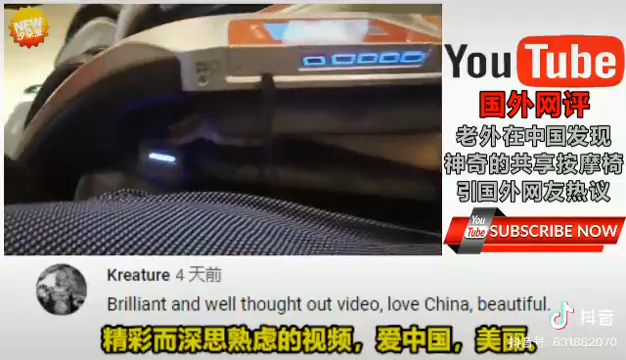 NEW
YouTube
国外网评
老外在中国发现
神奇的共享按摩椅
引国外网友热议
You
Tube
SUBSCRIBE NOW
Kreature 4 天前
Brilliant and well thought out video, love China, beautiful.
精彩而深思熟虑的视频，爱中国，美丽。
抖音
抖音号: 631882070